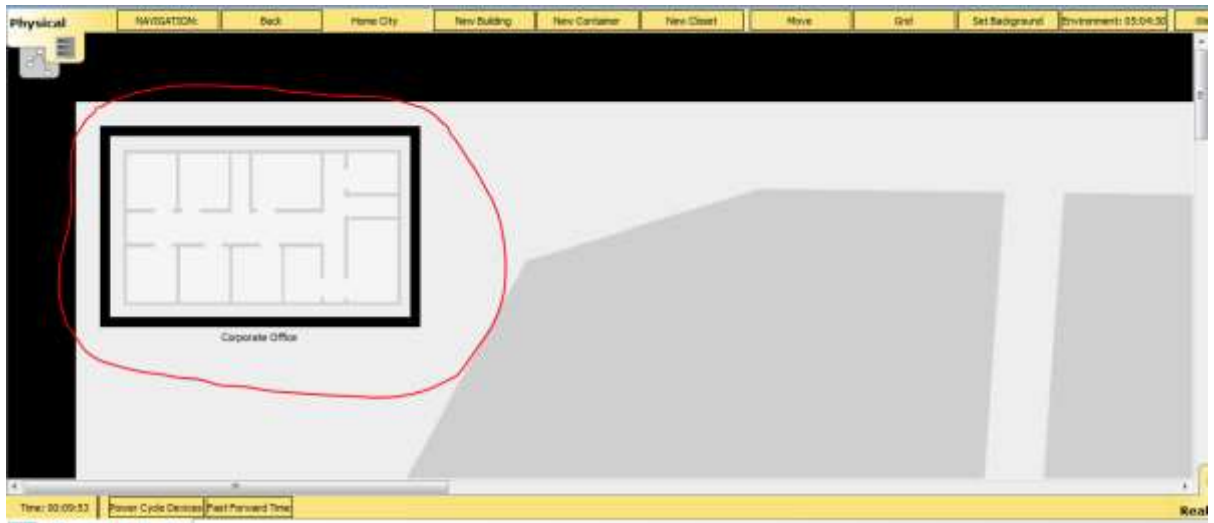 Physical NAVIGATION: Back Home City New Building New Container New Closet Move Grid Set Background Environment: 05:04:30
Corporate Office
Time: 00:09:53 Power Cycle Devices Fast Forward Time
Real